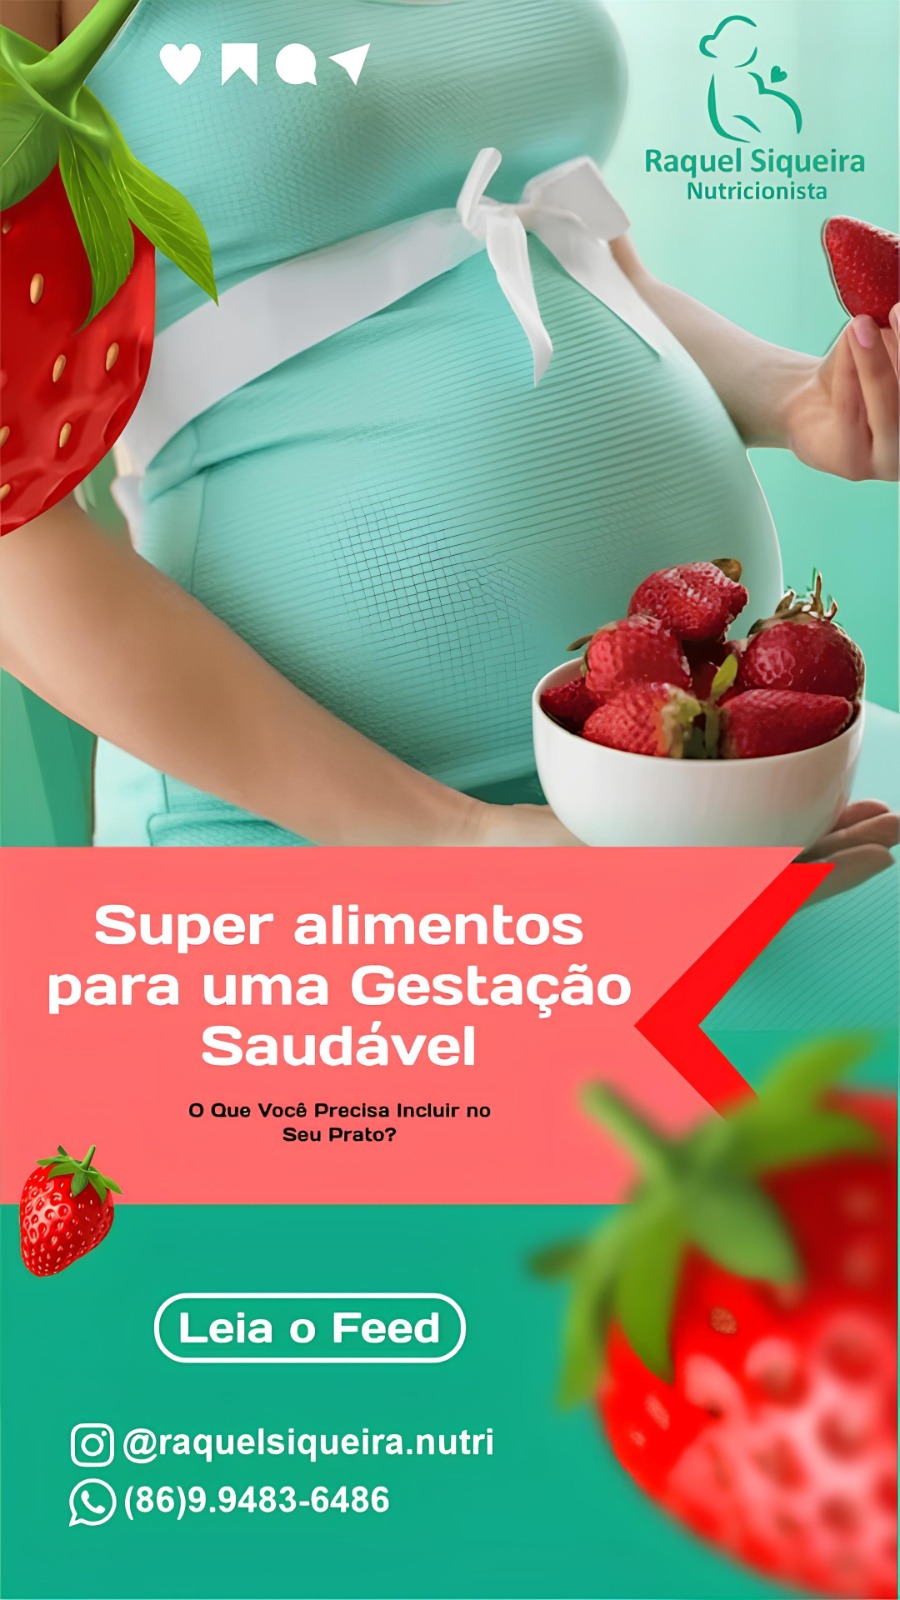 Raquel Siqueira
Nutricionista
Super alimentos
para uma Gestação
Saudável
O Que Você Precisa Incluir no
Seu Prato?
Leia o Feed
@raquelsiqueira.nutri
(86)9.9483-6486